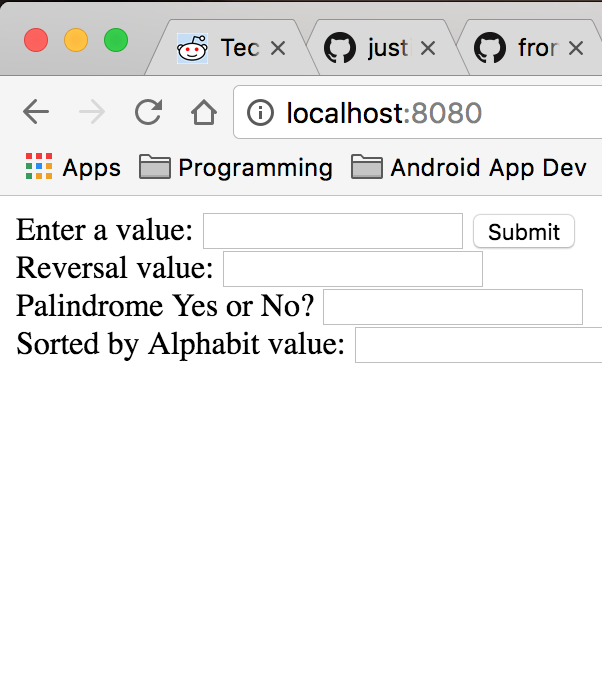 Tec just fror
localhost:8080
Apps Programming Android App Dev
Enter a value: Submit
Reversal value:
Palindrome Yes or No?
Sorted by Alphabit value: